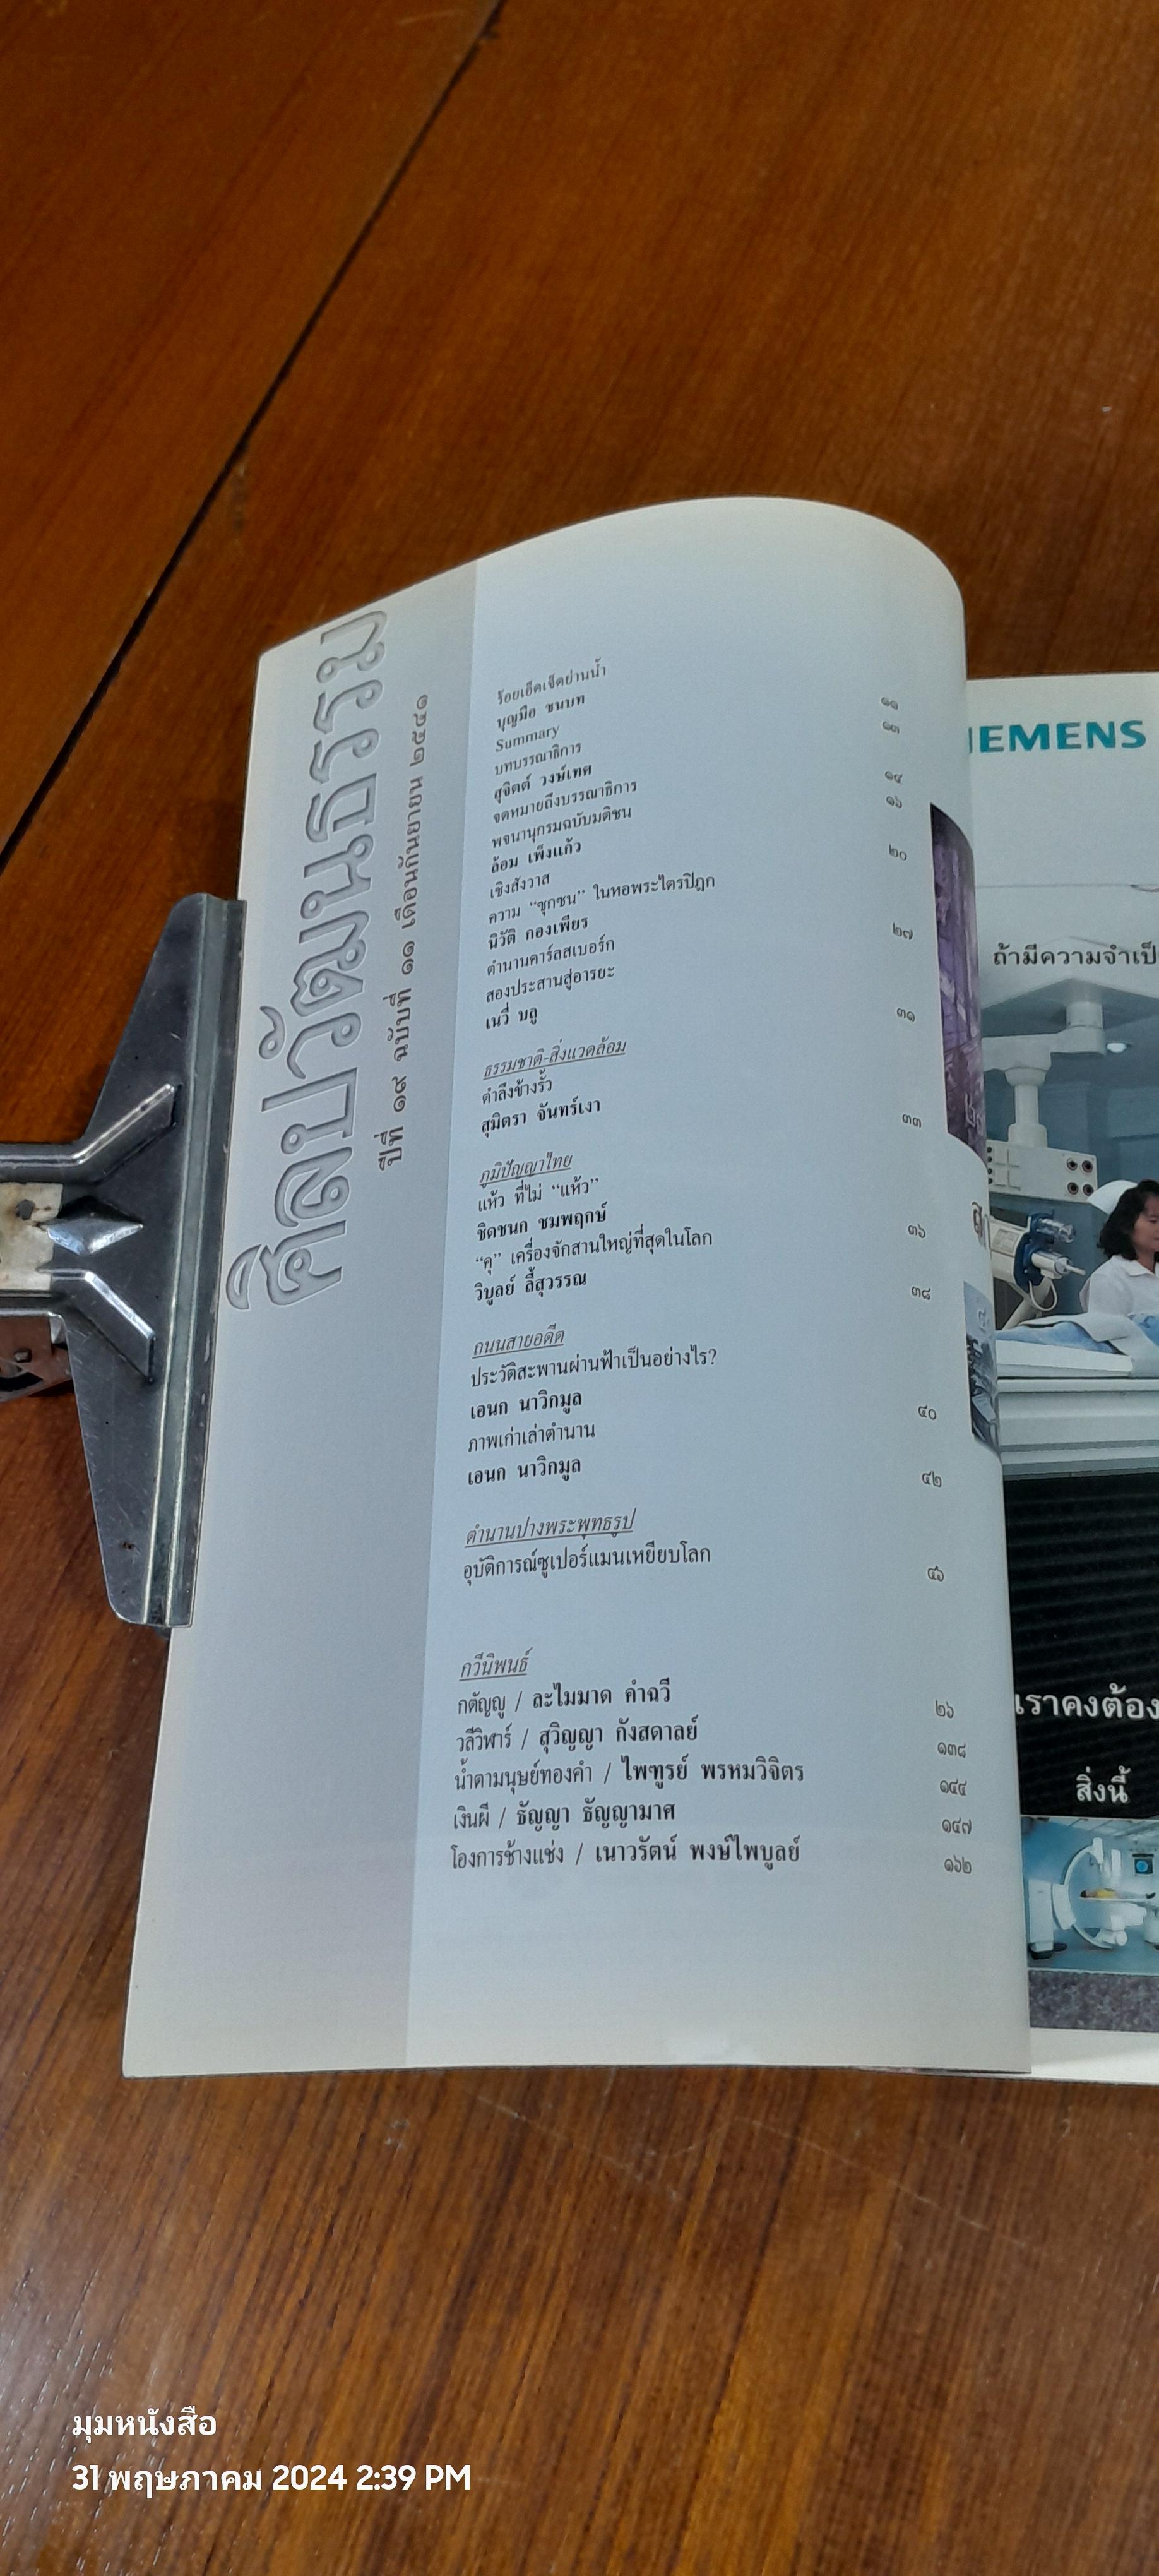 ศิลปวัฒนธรรม
ปีที่ ๑๙ ฉบับที่ ๑๑ เดือนกันยายน ๒๕๔๑
ร้อยเอ็ดเจ็ดย่านน้ำ
บุญมือ ชนบท ๑๑
Summary ๑๓
บทบรรณาธิการ
สุจิตต์ วงษ์เทศ ๑๔
จดหมายถึงบรรณาธิการ ๑๖
พจนานุกรมฉบับมติชน
ล้อม เพ็งแก้ว ๒๐
เชิงสังวาส
ความ “ซุกซน” ในหอพระไตรปิฎก
นิวัติ กองเพียร ๒๗
ตำนานคาร์ลสเบอร์ก
สองประสานสู่อารยะ
เนวี่ บลู ๓๑
ธรรมชาติ-สิ่งแวดล้อม
ตำลึงข้างรั้ว
สุมิตรา จันทร์เงา ๓๓
ภูมิปัญญาไทย
แห้ว ที่ไม่ “แห้ว”
ชิดชนก ชมพฤกษ์ ๓๖
“คุ” เครื่องจักสานใหญ่ที่สุดในโลก
วิบูลย์ ลี้สุวรรณ ๓๘
ถนนสายอดีต
ประวัติสะพานผ่านฟ้าเป็นอย่างไร?
เอนก นาวิกมูล ๔๐
ภาพเก่าเล่าตำนาน
เอนก นาวิกมูล ๔๒
ตำนานปางพระพุทธรูป
อุบัติการณ์ซูเปอร์แมนเหยียบโลก ๔๖
กวีนิพนธ์
กตัญญู / ละไมมาด คำฉวี ๒๖
วลีวิฬาร์ / สุวิญญา กังสดาลย์ ๑๓๘
น้ำตามนุษย์ทองคำ / ไพฑูรย์ พรหมวิจิตร ๑๔๔
เงินผี / ธัญญา ธัญญามาศ ๑๔๗
โองการช้างแช่ง / เนาวรัตน์ พงษ์ไพบูลย์ ๑๖๒
IEMENS
ถ้ามีความจำเป็
เราคงต้อง
สิ่งนี้
มุมหนังสือ
31 พฤษภาคม 2024 2:39 PM